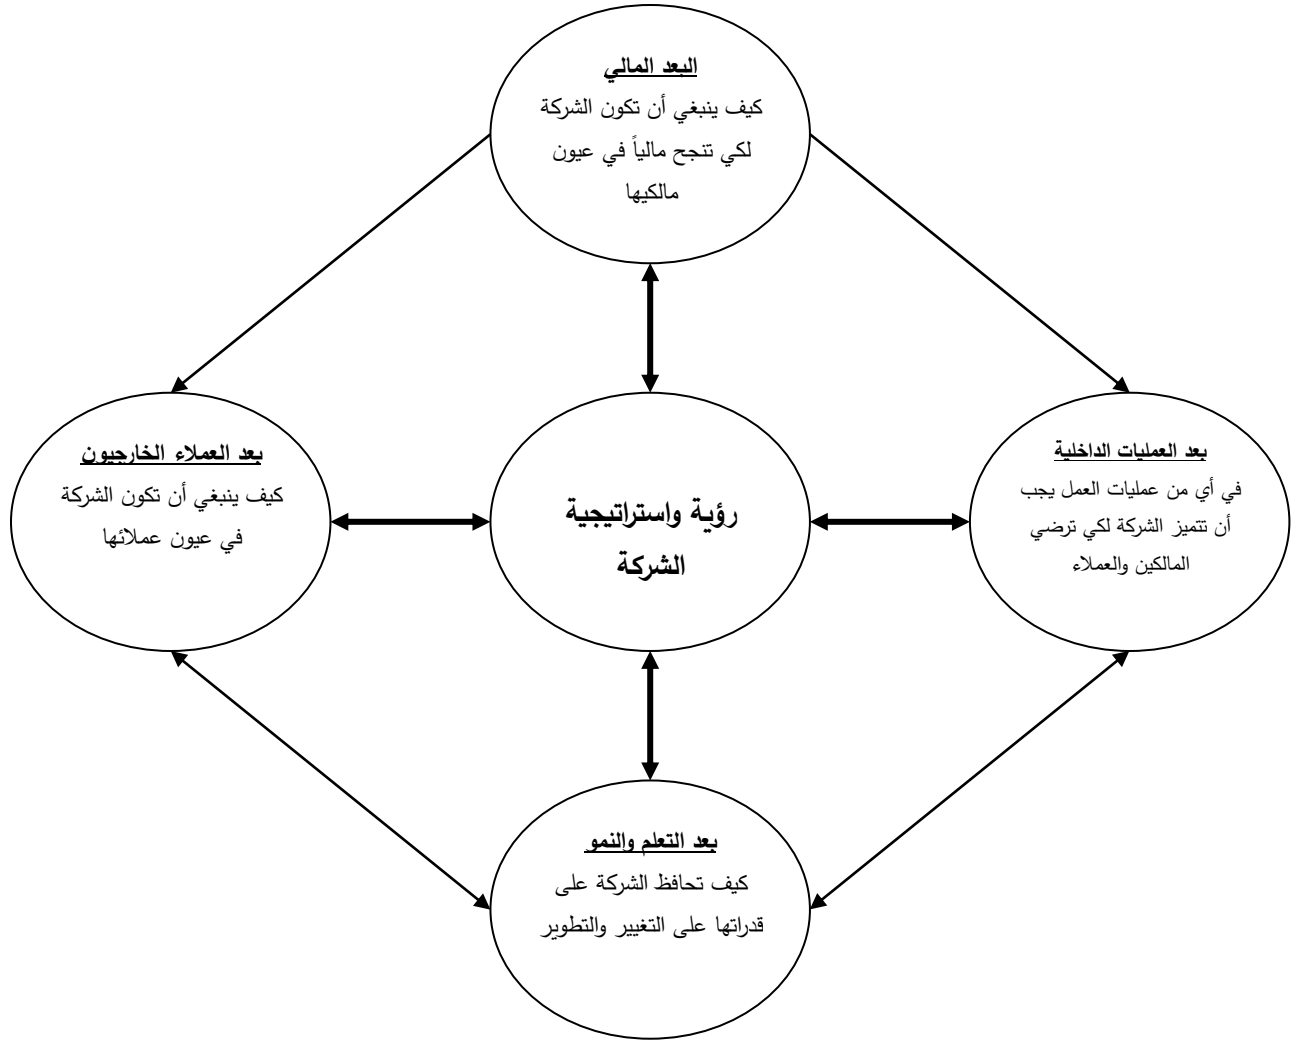 البعد المالي
كيف ينبغي أن تكون الشركة
لكي تنجح مالياً في عيون
مالكيها
بعد العمليات الداخلية
في أي من عمليات العمل يجب
أن تتميز الشركة لكي ترضي
المالكين والعملاء
رؤية واستراتيجية
الشركة
بعد العملاء الخارجيون
كيف ينبغي أن تكون الشركة
في عيون عملائها
بعد التعلم والنمو
كيف تحافظ الشركة على
قدراتها على التغيير والتطوير